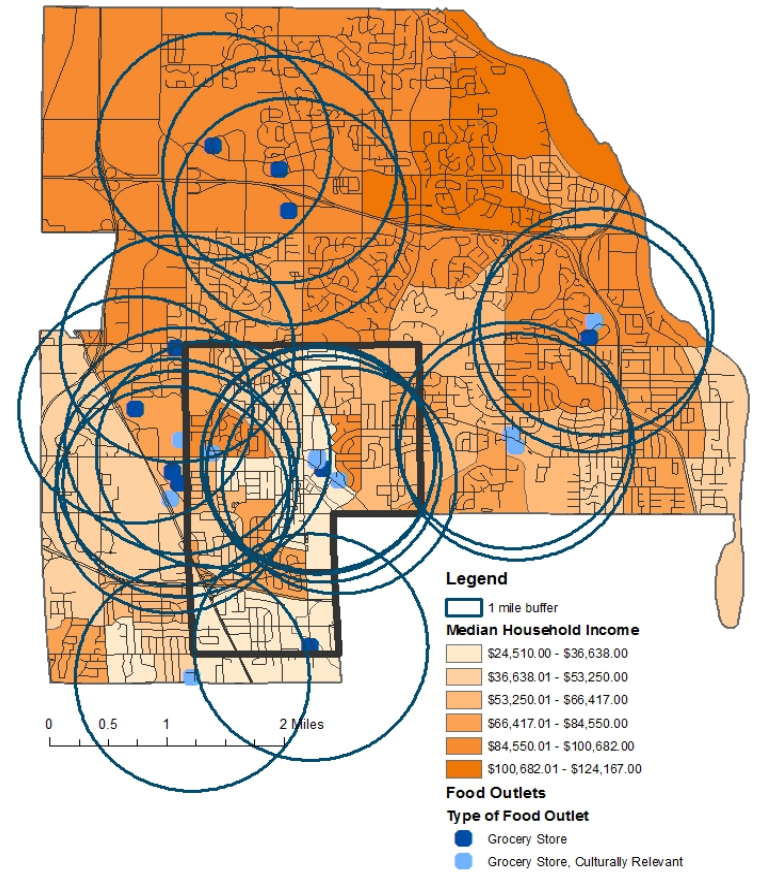 0 0.5 1 2 Miles
Legend
1 mile buffer
Median Household Income
$24,510.00 - $36,638.00
$36,638.01 - $53,250.00
$53,250.01 - $66,417.00
$66,417.01 - $84,550.00
$84,550.01 - $100,682.00
$100,682.01 - $124,167.00
Food Outlets
Type of Food Outlet
Grocery Store
Grocery Store, Culturally Relevant